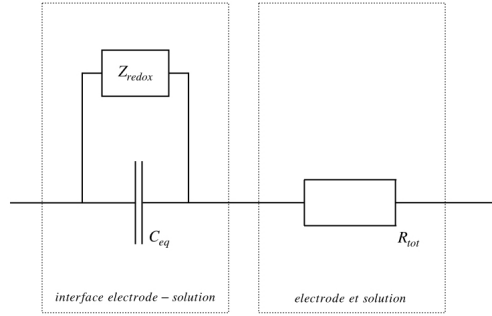 Z_redox
C_eq
R_tot
interface electrode – solution
electrode et solution